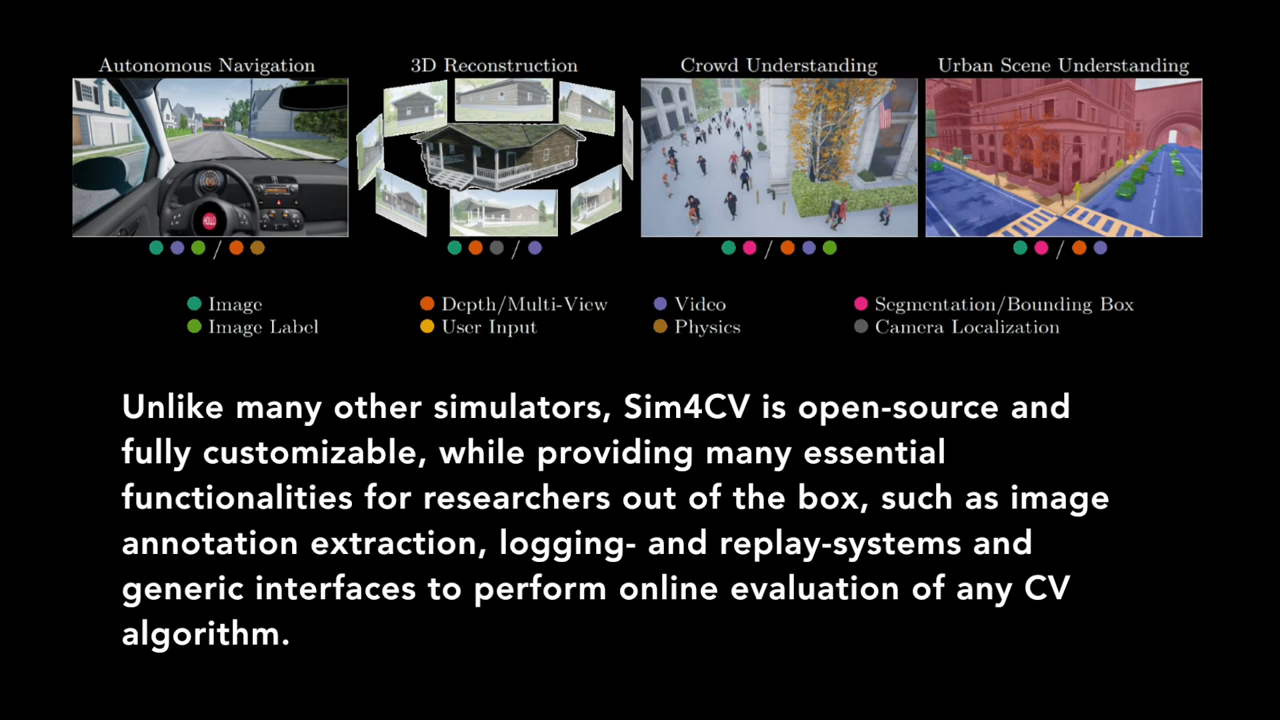 Autonomous Navigation
3D Reconstruction
Crowd Understanding
Urban Scene Understanding
/
/
/
/
Image
Depth/Multi-View
Video
Segmentation/Bounding Box
Image Label
User Input
Physics
Camera Localization
Unlike many other simulators, Sim4CV is open-source and
fully customizable, while providing many essential
functionalities for researchers out of the box, such as image
annotation extraction, logging- and replay-systems and
generic interfaces to perform online evaluation of any CV
algorithm.